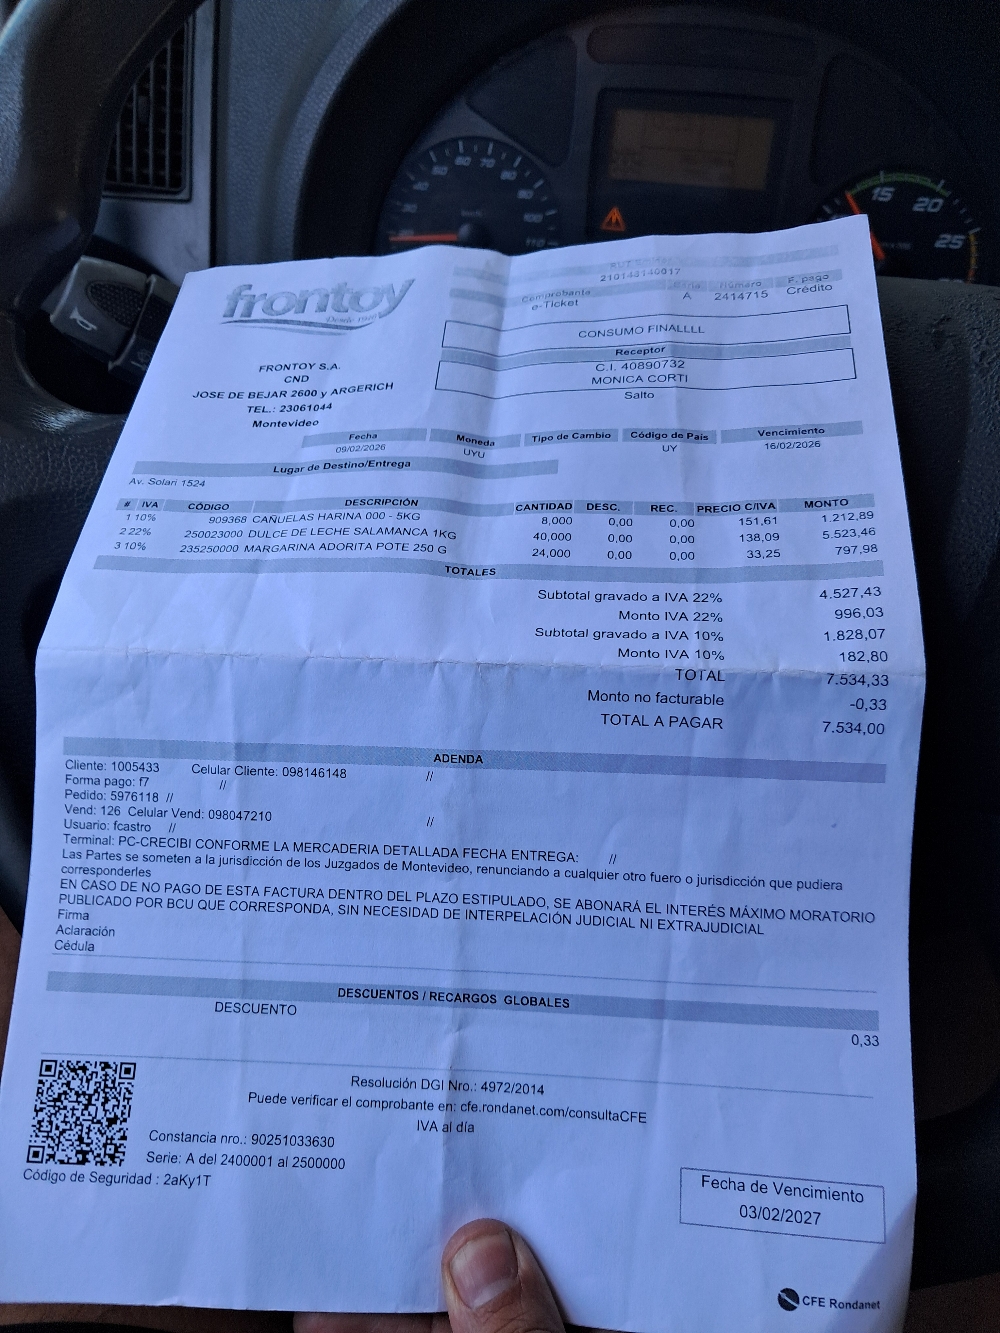 frontoy
Desde 1920
210143140017
Comprobante Serie Número F. pago
e-Ticket A 2414715 Crédito
CONSUMO FINALLLL
Receptor
C.I. 40890732
MONICA CORTI
Salto
FRONTOY S.A.
CND
JOSE DE BEJAR 2600 y ARGERICH
TEL.: 23061044
Montevideo
Fecha Moneda Tipo de Cambio Código de País Vencimiento
09/02/2026 UYU UY 16/02/2026
Lugar de Destino/Entrega
Av. Solari 1524
# IVA CÓDIGO DESCRIPCIÓN CANTIDAD DESC. REC. PRECIO C/IVA MONTO
1 10% 909368 CAÑUELAS HARINA 000 - 5KG 8,000 0,00 0,00 151,61 1.212,89
2 22% 250023000 DULCE DE LECHE SALAMANCA 1KG 40,000 0,00 0,00 138,09 5.523,46
3 10% 235250000 MARGARINA ADORITA POTE 250 G 24,000 0,00 0,00 33,25 797,98
TOTALES
Subtotal gravado a IVA 22% 4.527,43
Monto IVA 22% 996,03
Subtotal gravado a IVA 10% 1.828,07
Monto IVA 10% 182,80
TOTAL 7.534,33
Monto no facturable -0,33
TOTAL A PAGAR 7.534,00
ADENDA
Cliente: 1005433 Celular Cliente: 098146148 //
Forma pago: f7 //
Pedido: 5976118 //
Vend: 126 Celular Vend: 098047210 //
Usuario: fcastro //
Terminal: PC-CRECIBI CONFORME LA MERCADERIA DETALLADA FECHA ENTREGA: //
Las Partes se someten a la jurisdicción de los Juzgados de Montevideo, renunciando a cualquier otro fuero o jurisdicción que pudiera
corresponderles
EN CASO DE NO PAGO DE ESTA FACTURA DENTRO DEL PLAZO ESTIPULADO, SE ABONARÁ EL INTERÉS MÁXIMO MORATORIO
PUBLICADO POR BCU QUE CORRESPONDA, SIN NECESIDAD DE INTERPELACIÓN JUDICIAL NI EXTRAJUDICIAL
Firma
Aclaración
Cédula
DESCUENTOS / RECARGOS GLOBALES
DESCUENTO 0,33
Resolución DGI Nro.: 4972/2014
Puede verificar el comprobante en: cfe.rondanet.com/consultaCFE
IVA al día
Constancia nro.: 90251033630
Serie: A del 2400001 al 2500000
Código de Seguridad : 2aKy1T
Fecha de Vencimiento
03/02/2027
CFE Rondanet